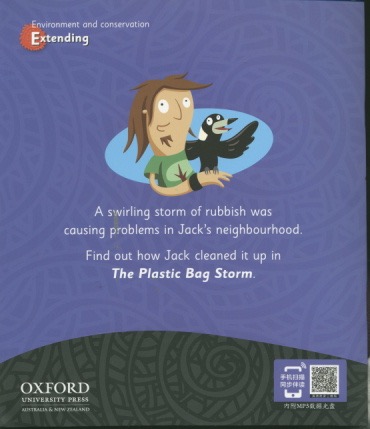 Environment and conservation
Extending
A swirling storm of rubbish was
causing problems in Jack's neighbourhood.
Find out how Jack cleaned it up in
The Plastic Bag Storm.
OXFORD
UNIVERSITY PRESS
AUSTRALIA & NEW ZEALAND
手机扫描
同步伴读
内附MP3数据光盘